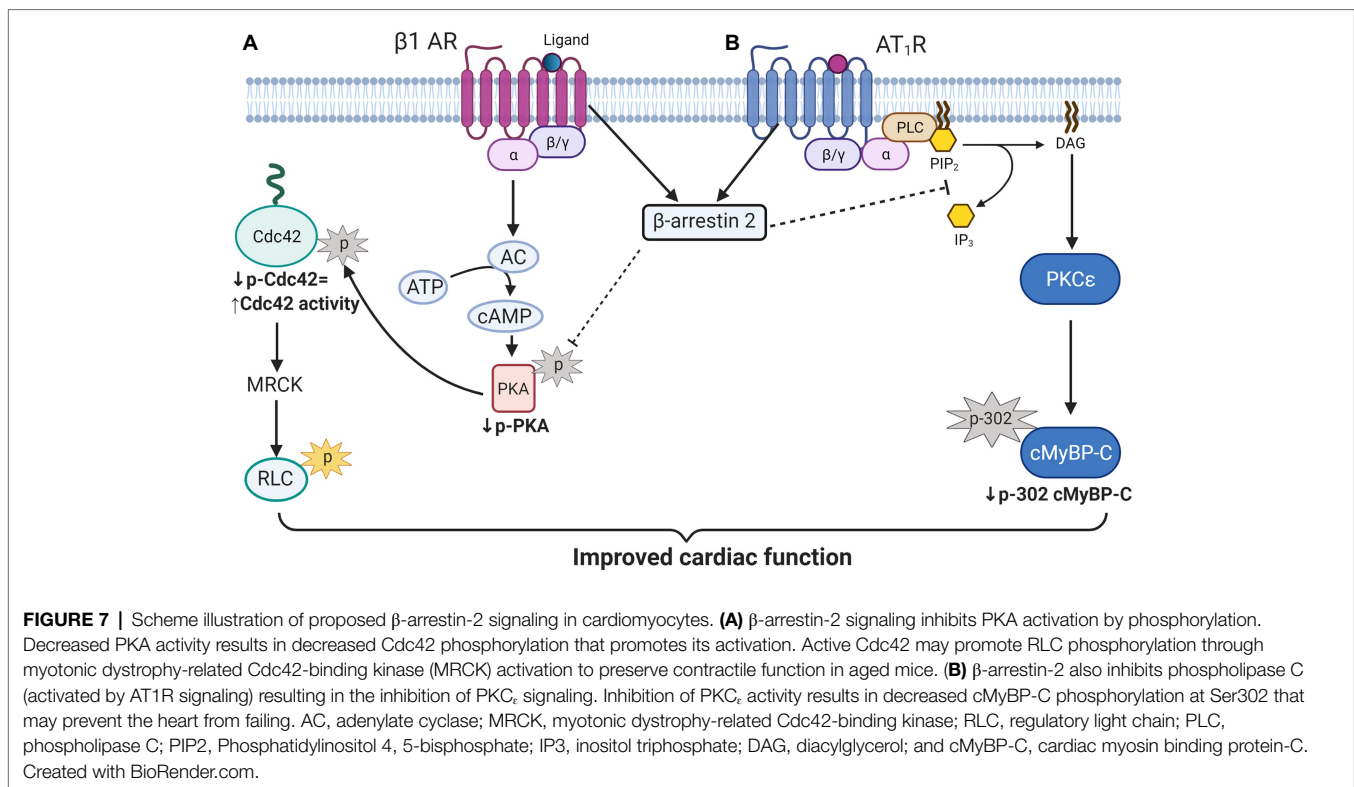 A
β1 AR
Ligand
B
AT₁R
α
β/γ
β/γ
α
PLC
PIP₂
DAG
IP₃
β-arrestin 2
Cdc42
p
↓p-Cdc42=
↑Cdc42 activity
AC
ATP
cAMP
PKA
p
↓p-PKA
MRCK
RLC
p
PKCε
p-302
cMyBP-C
↓p-302 cMyBP-C
Improved cardiac function
FIGURE 7 | Scheme illustration of proposed β-arrestin-2 signaling in cardiomyocytes. (A) β-arrestin-2 signaling inhibits PKA activation by phosphorylation.
Decreased PKA activity results in decreased Cdc42 phosphorylation that promotes its activation. Active Cdc42 may promote RLC phosphorylation through
myotonic dystrophy-related Cdc42-binding kinase (MRCK) activation to preserve contractile function in aged mice. (B) β-arrestin-2 also inhibits phospholipase C
(activated by AT1R signaling) resulting in the inhibition of PKCε signaling. Inhibition of PKCε activity results in decreased cMyBP-C phosphorylation at Ser302 that
may prevent the heart from failing. AC, adenylate cyclase; MRCK, myotonic dystrophy-related Cdc42-binding kinase; RLC, regulatory light chain; PLC,
phospholipase C; PIP2, Phosphatidylinositol 4, 5-bisphosphate; IP3, inositol triphosphate; DAG, diacylglycerol; and cMyBP-C, cardiac myosin binding protein-C.
Created with BioRender.com.